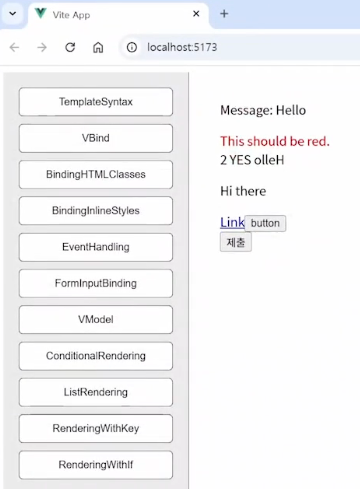 Vite App
localhost:5173
TemplateSyntax
VBind
BindingHTMLClasses
BindingInlineStyles
EventHandling
FormInputBinding
VModel
ConditionalRendering
ListRendering
RenderingWithKey
RenderingWithIf
Message: Hello
This should be red.
2 YES olleH
Hi there
Link button
제출